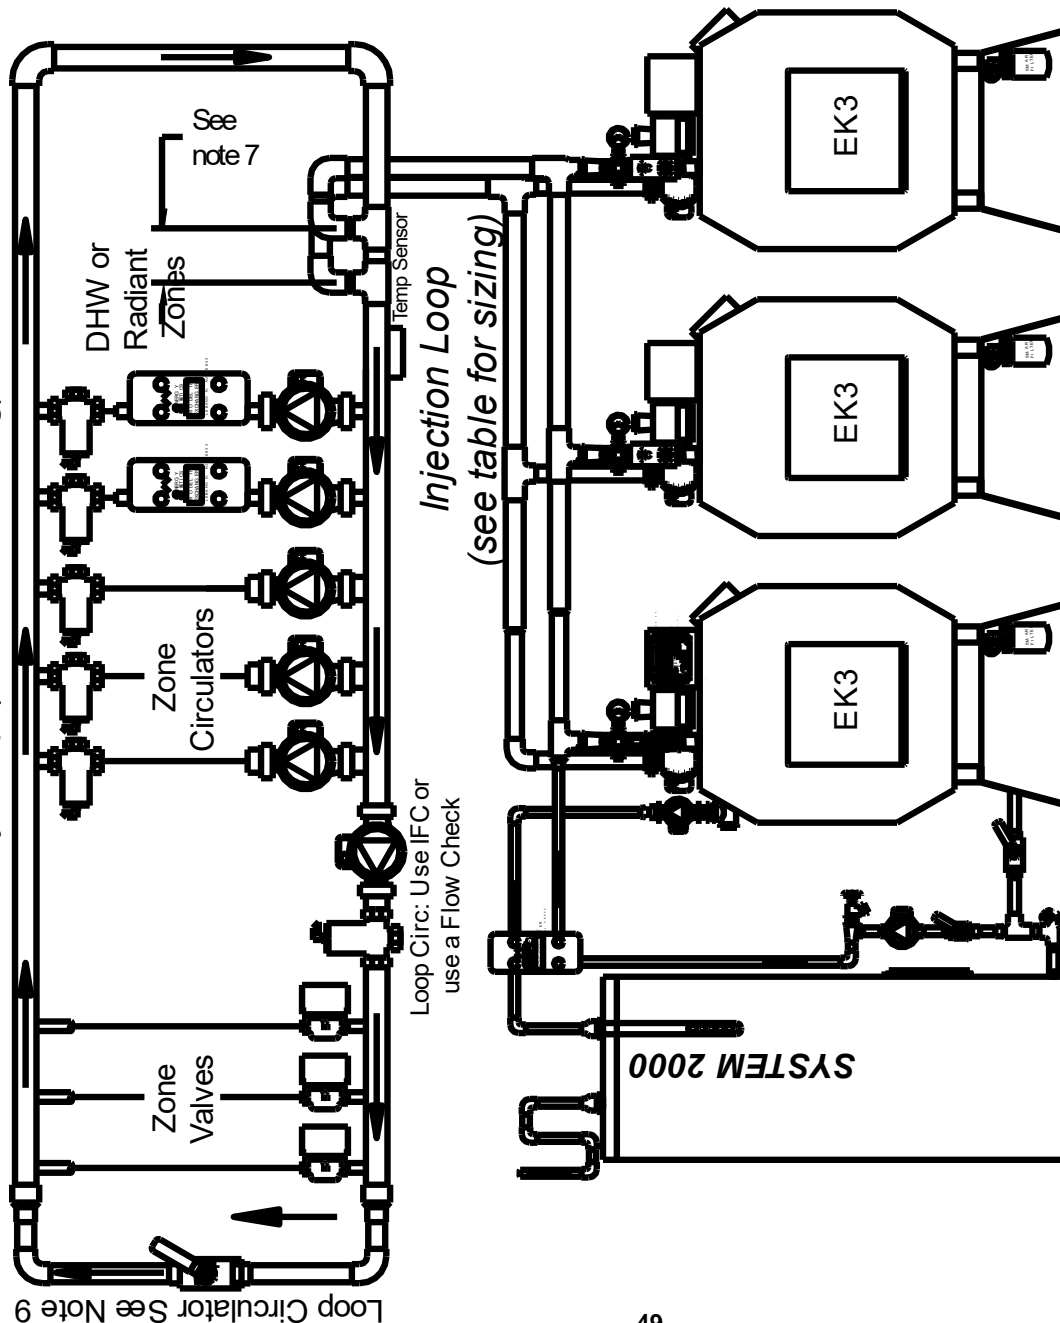 See
note 7
DHW or
Radiant
Zones
Temp Sensor
Injection Loop
(see table for sizing)
Zone
Circulators
Loop Circ: Use IFC or
use a Flow Check
Zone
Valves
Loop Circulator See Note 9
EK3
EK3
EK3
SYSTEM 2000
49